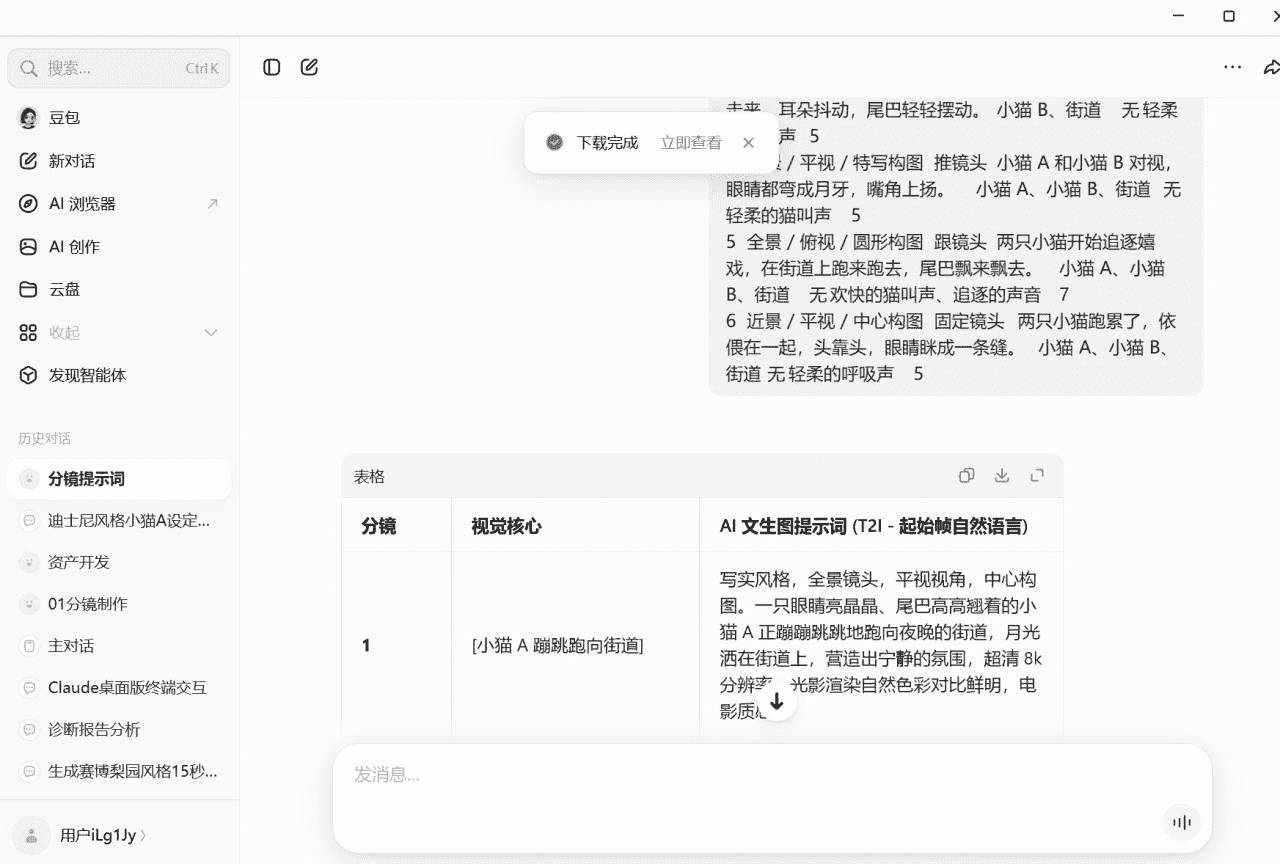 搜索... Ctrl K
豆包
新对话
AI 浏览器
AI 创作
云盘
收起
发现智能体
历史对话
分镜提示词
迪士尼风格小猫A设定...
资产开发
01分镜制作
主对话
Claude桌面版终端交互
诊断报告分析
生成赛博梨园风格15秒...
用户iLg1Jy
下载完成 立即查看
走来 耳朵抖动，尾巴轻轻摆动。 小猫 B、街道 无 轻柔
声 5
/ 平视 / 特写构图 推镜头 小猫 A 和小猫 B 对视，
眼睛都弯成月牙，嘴角上扬。 小猫 A、小猫 B、街道 无
轻柔的猫叫声 5
5 全景 / 俯视 / 圆形构图 跟镜头 两只小猫开始追逐嬉
戏，在街道上跑来跑去，尾巴飘来飘去。 小猫 A、小猫
B、街道 无 欢快的猫叫声、追逐的声音 7
6 近景 / 平视 / 中心构图 固定镜头 两只小猫跑累了，依
偎在一起，头靠头，眼睛眯成一条缝。 小猫 A、小猫 B、
街道 无 轻柔的呼吸声 5
表格
分镜 视觉核心 AI 文生图提示词 (T2I - 起始帧自然语言)
1
[小猫 A 蹦跳跑向街道]
写实风格，全景镜头，平视视角，中心构
图。一只眼睛亮晶晶、尾巴高高翘着的小
猫 A 正蹦蹦跳跳地跑向夜晚的街道，月光
洒在街道上，营造出宁静的氛围，超清 8k
分辨率 光影渲染自然色彩对比鲜明，电
影质感
发消息...